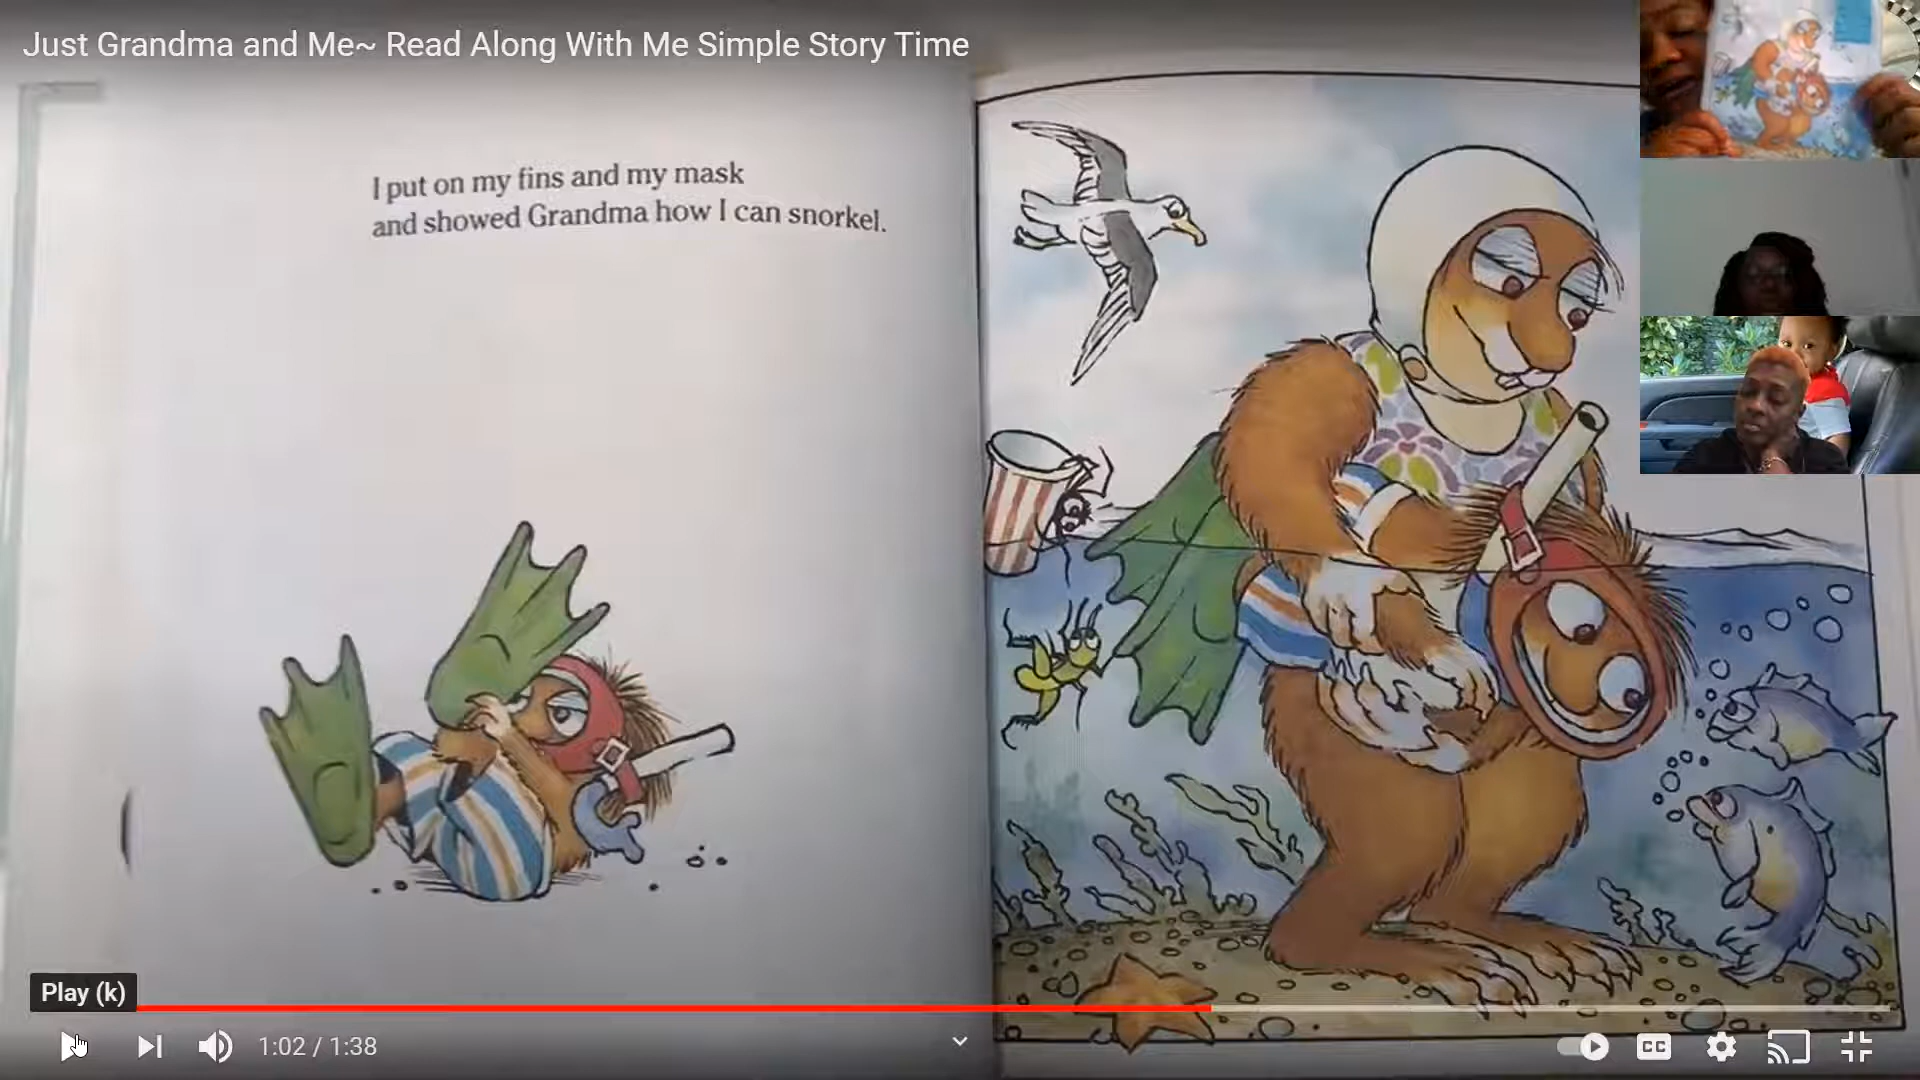 Just Grandma and Me~ Read Along With Me Simple Story Time
I put on my fins and my mask
and showed Grandma how I can snorkel.
Play (k)
1:02 / 1:38
CC